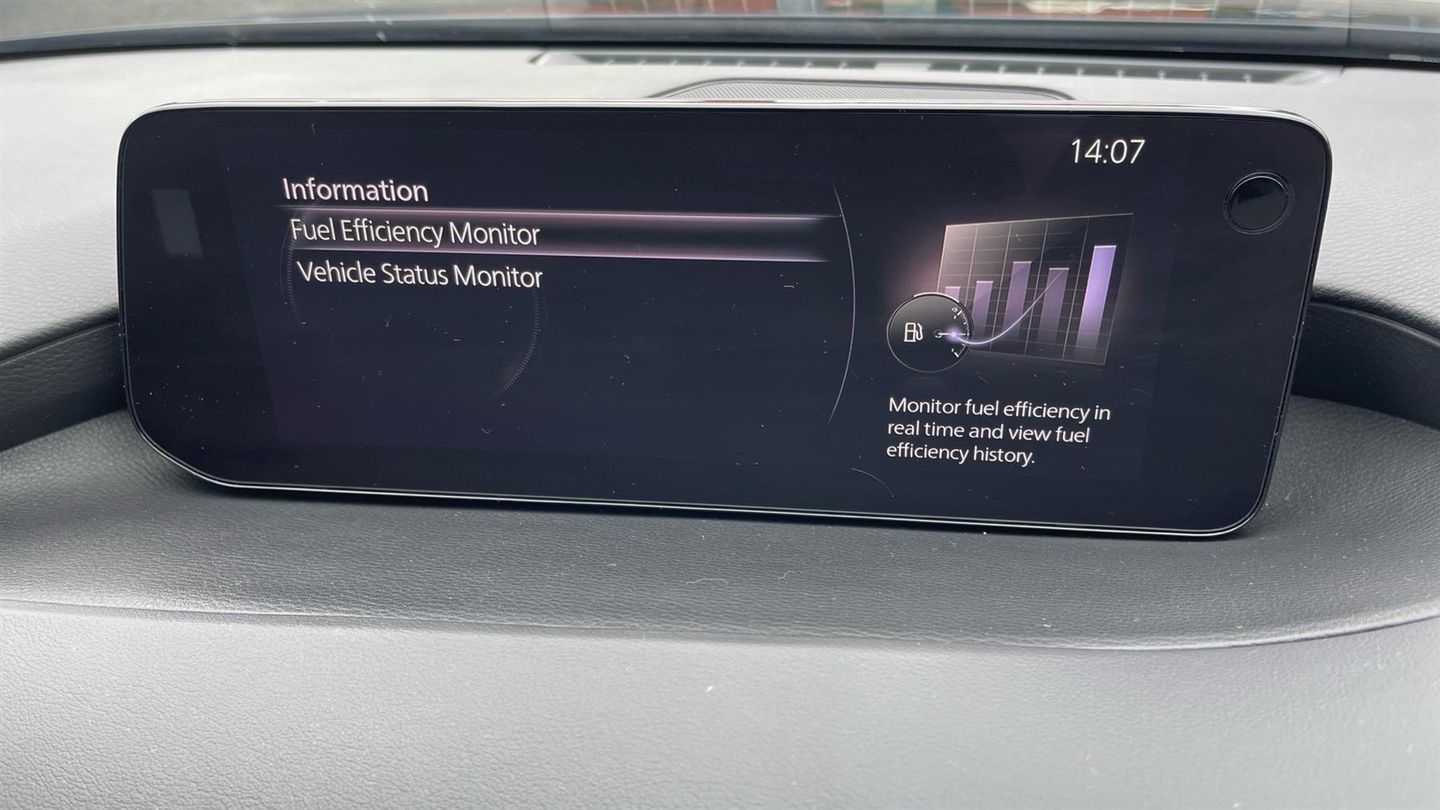 14:07
Information
Fuel Efficiency Monitor
Vehicle Status Monitor
Monitor fuel efficiency in
real time and view fuel
efficiency history.